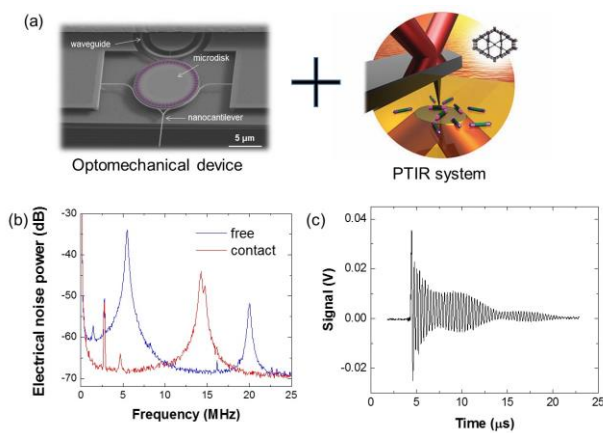 (a)
waveguide
microdisk
nanocantilever
5 µm
Optomechanical device
PTIR system
(b)
-30
-40
-50
-60
-70
0 5 10 15 20 25
Electrical noise power (dB)
Frequency (MHz)
free
contact
(c)
0.04
0.02
0.00
-0.02
0 5 10 15 20 25
Signal (V)
Time (µs)